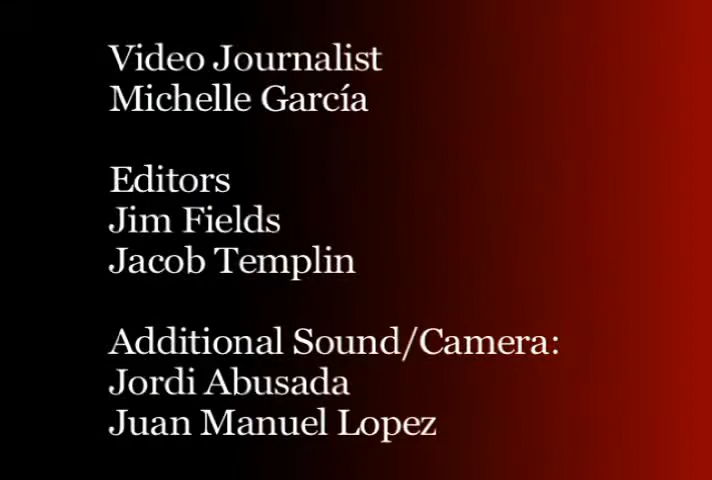 Video Journalist
Michelle García
Editors
Jim Fields
Jacob Templin
Additional Sound/Camera:
Jordi Abusada
Juan Manuel Lopez